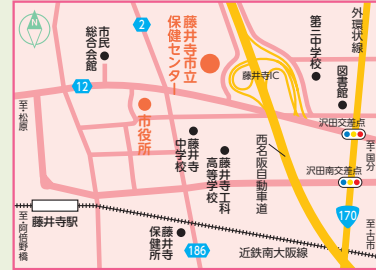 市民
総合会館
2
藤井寺市立
保健センター
藤井寺IC
第三中学校
図書館
外環状線
12
至松原
市役所
藤井寺
中学校
藤井寺工科
高等学校
西名阪自動車道
沢田交差点
至国分
沢田南交差点
藤井寺駅
至阿倍野橋
藤井寺
保健所
186
近鉄南大阪線
170
至古市